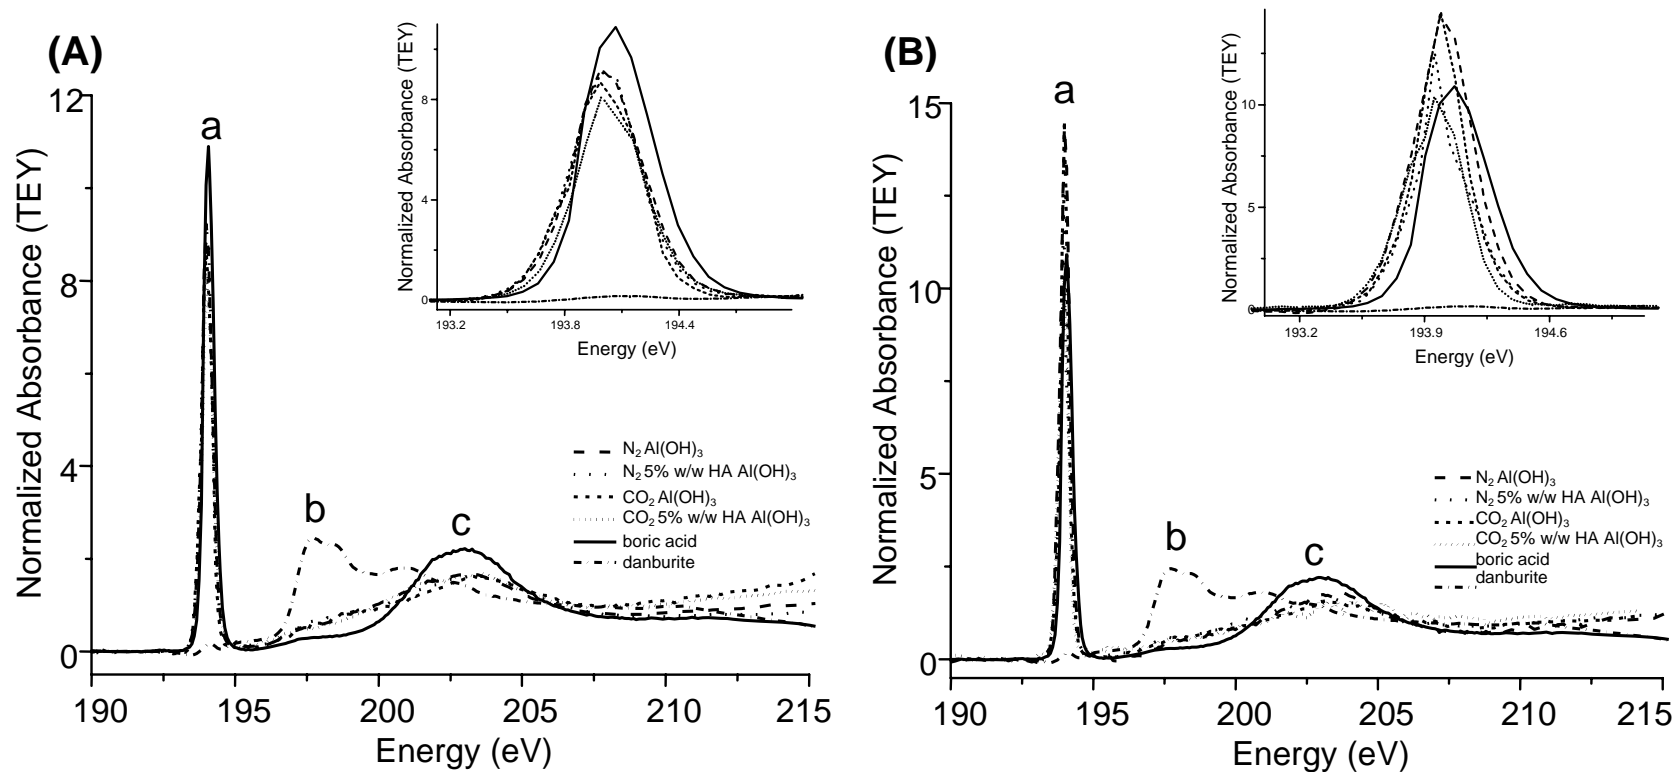 (A)
Normalized Absorbance (TEY)
12
8
4
0
190
195
200
205
210
215
Energy (eV)
a
b
c
Normalized Absorbance (TEY)
8
4
0
193.2
193.8
194.4
Energy (eV)
N₂ Al(OH)₃
N₂ 5% w/w HA Al(OH)₃
CO₂ Al(OH)₃
CO₂ 5% w/w HA Al(OH)₃
boric acid
danburite
(B)
Normalized Absorbance (TEY)
15
10
5
0
190
195
200
205
210
215
Energy (eV)
a
b
c
Normalized Absorbance (TEY)
10
5
0
193.2
193.9
194.6
Energy (eV)
N₂ Al(OH)₃
N₂ 5% w/w HA Al(OH)₃
CO₂ Al(OH)₃
CO₂ 5% w/w HA Al(OH)₃
boric acid
danburite